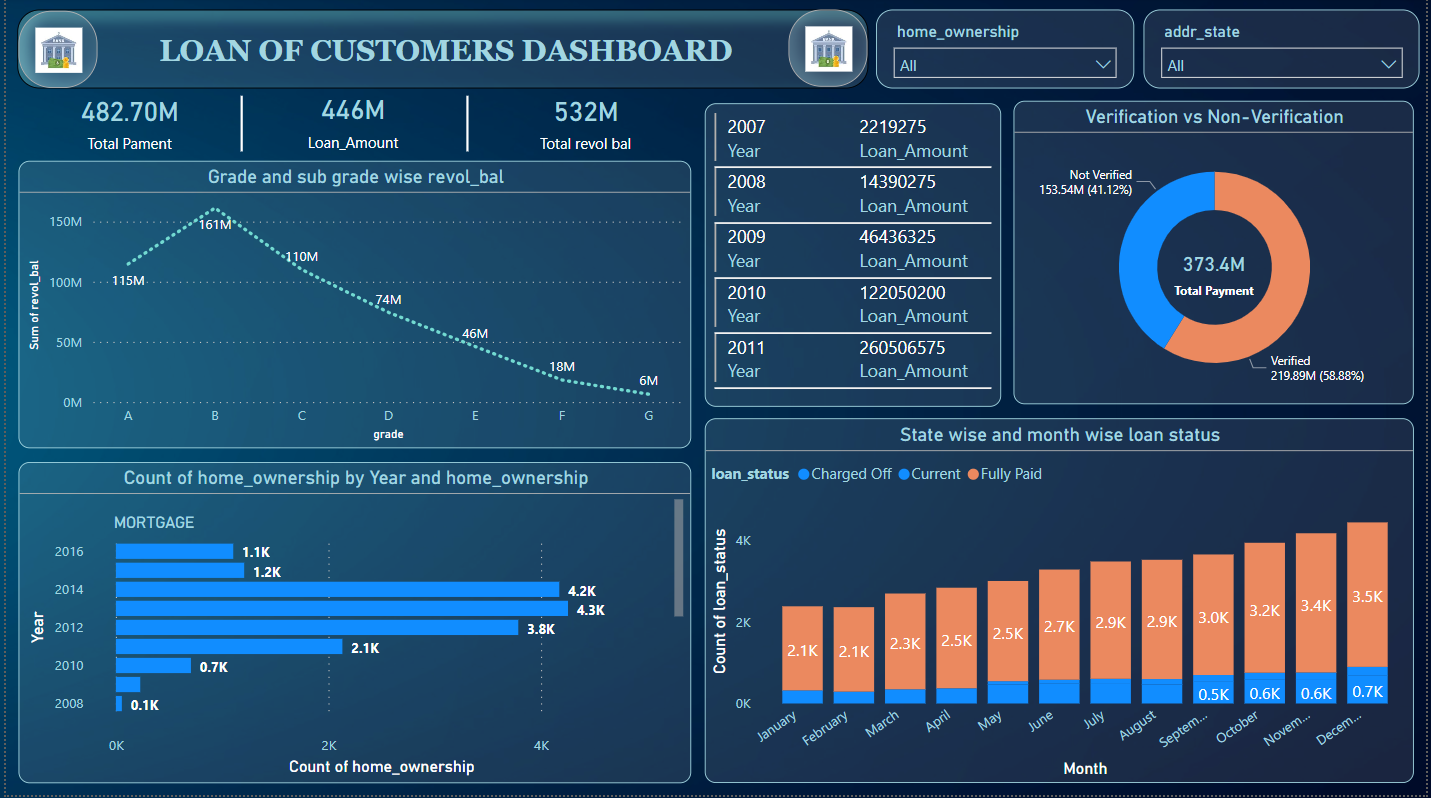 LOAN OF CUSTOMERS DASHBOARD
home_ownership
All
addr_state
All
482.70M
Total Pament
446M
Loan_Amount
532M
Total revol bal
Grade and sub grade wise revol_bal
Sum of revol_bal
150M
100M
50M
0M
115M
161M
110M
74M
46M
18M
6M
A B C D E F G
grade
2007 2219275
Year Loan_Amount
2008 14390275
Year Loan_Amount
2009 46436325
Year Loan_Amount
2010 122050200
Year Loan_Amount
2011 260506575
Year Loan_Amount
Verification vs Non-Verification
Not Verified
153.54M (41.12%)
373.4M
Total Payment
Verified
219.89M (58.88%)
Count of home_ownership by Year and home_ownership
MORTGAGE
Year
2016 1.1K
1.2K
2014 4.2K
4.3K
2012 3.8K
2.1K
2010 0.7K
2008 0.1K
0K 2K 4K
Count of home_ownership
State wise and month wise loan status
loan_status Charged Off Current Fully Paid
Count of loan_status
4K
2K
0K
2.1K 2.1K 2.3K 2.5K 2.5K 2.7K 2.9K 2.9K 3.0K 3.2K 3.4K 3.5K
0.5K 0.6K 0.6K 0.7K
January February March April May June July August Septem... October Novem... Decem...
Month